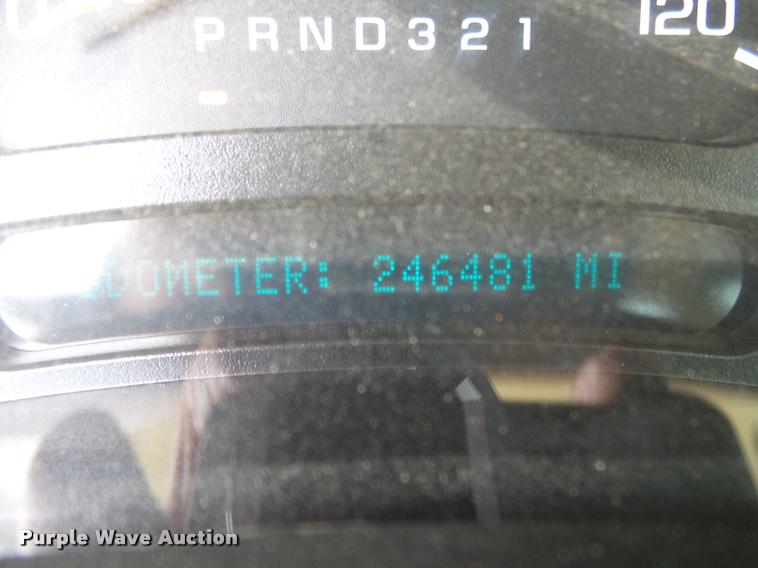 PRND321
120
ODOMETER: 246481 MI
Purple Wave Auction